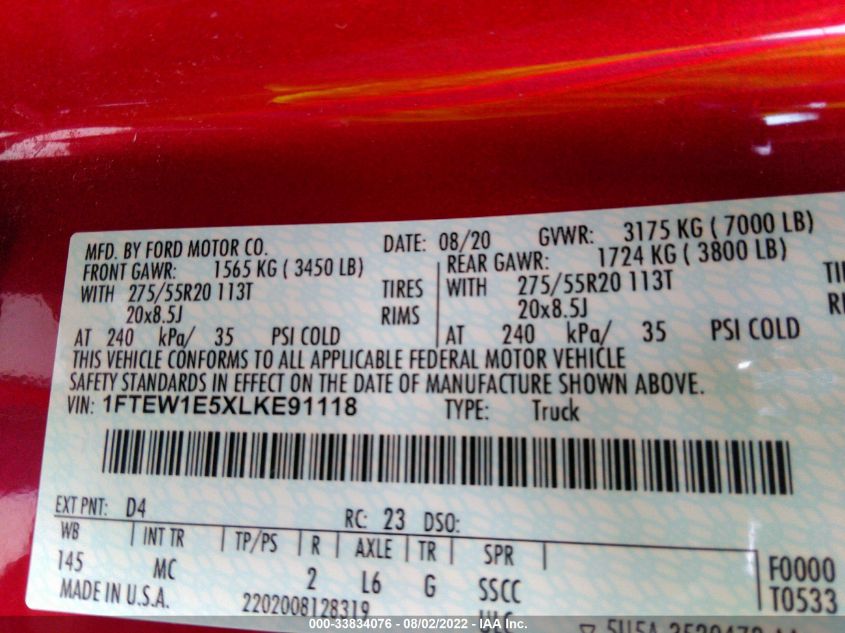 MFD. BY FORD MOTOR CO. DATE: 08/20 GVWR: 3175 KG ( 7000 LB)
FRONT GAWR: 1565 KG ( 3450 LB) REAR GAWR: 1724 KG ( 3800 LB)
WITH 275/55R20 113T TIRES WITH 275/55R20 113T
20x8.5J RIMS 20x8.5J
AT 240 kPa/ 35 PSI COLD AT 240 kPa/ 35 PSI COLD
THIS VEHICLE CONFORMS TO ALL APPLICABLE FEDERAL MOTOR VEHICLE
SAFETY STANDARDS IN EFFECT ON THE DATE OF MANUFACTURE SHOWN ABOVE.
VIN: 1FTEW1E5XLKE91118 TYPE: Truck
EXT PNT: D4 RC: 23 DSO:
WB INT TR TP/PS R AXLE TR SPR
145 MC 2 L6 G SSCC F0000
MADE IN U.S.A. 2202008128319 T0533
000-33834076 - 08/02/2022 - IAA Inc.